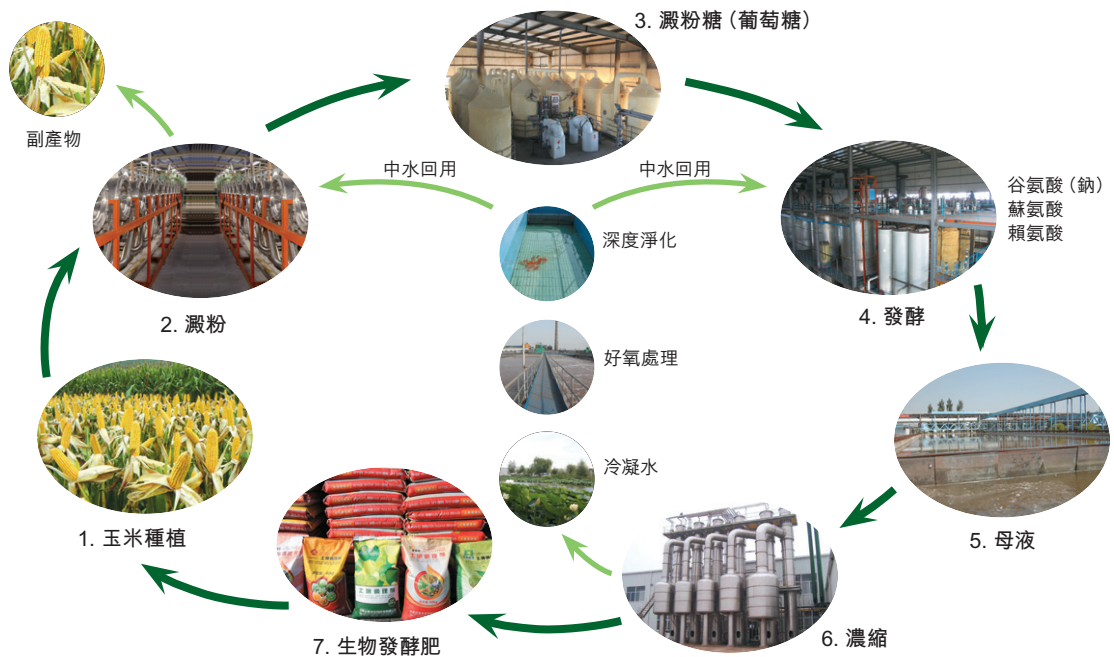 3. 澱粉糖（葡萄糖）
副產物
中水回用
中水回用
谷氨酸（鈉）
蘇氨酸
賴氨酸
深度淨化
2. 澱粉
4. 發酵
好氧處理
冷凝水
1. 玉米種植
5. 母液
6. 濃縮
7. 生物發酵肥